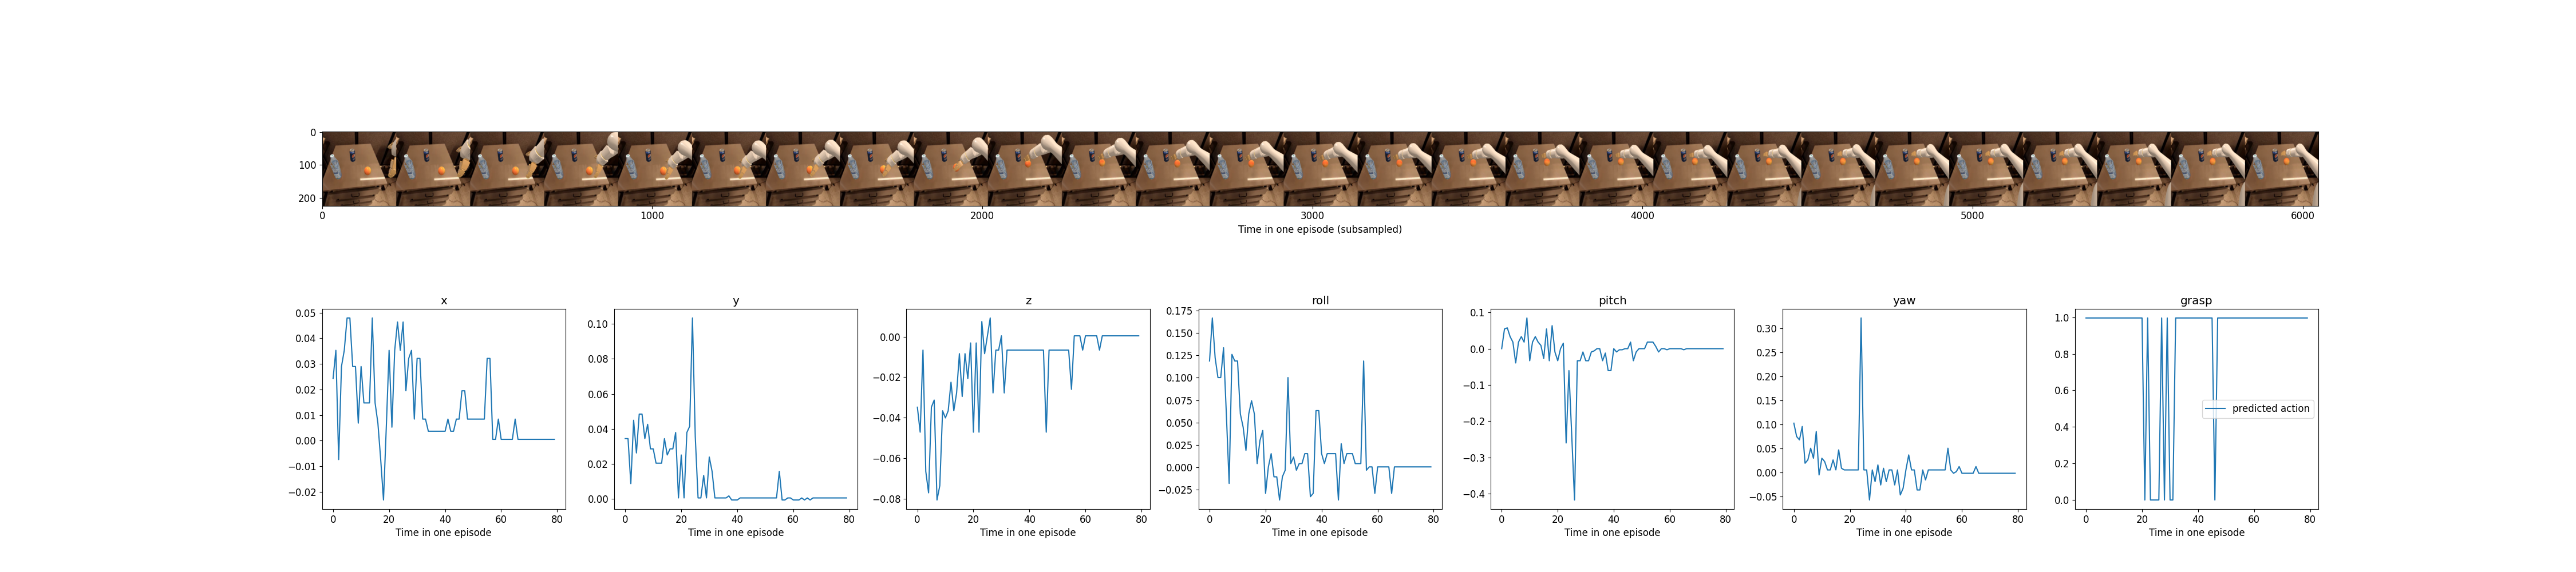 0
100
200
0 1000 2000 3000 4000 5000 6000
Time in one episode (subsampled)
x y z roll pitch yaw grasp
0.05
0.04
0.03
0.02
0.01
0.00
−0.01
−0.02
0 20 40 60 80
Time in one episode
0.10
0.08
0.06
0.04
0.02
0.00
0 20 40 60 80
Time in one episode
0.00
−0.02
−0.04
−0.06
−0.08
0 20 40 60 80
Time in one episode
0.175
0.150
0.125
0.100
0.075
0.050
0.025
0.000
−0.025
0 20 40 60 80
Time in one episode
0.1
0.0
−0.1
−0.2
−0.3
−0.4
0 20 40 60 80
Time in one episode
0.30
0.25
0.20
0.15
0.10
0.05
0.00
−0.05
0 20 40 60 80
Time in one episode
1.0
0.8
0.6
0.4
0.2
0.0
predicted action
0 20 40 60 80
Time in one episode